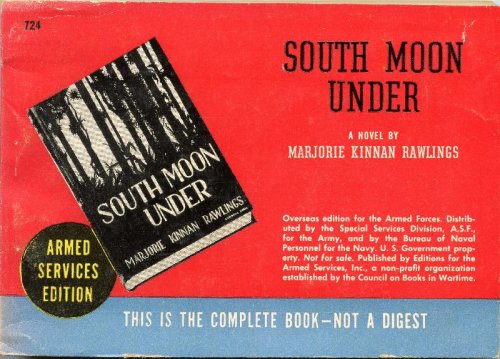 724
SOUTH MOON
UNDER
A NOVEL BY
MARJORIE KINNAN RAWLINGS
SOUTH MOON
UNDER
MARJORIE KINNAN RAWLINGS
Overseas edition for the Armed Forces. Distrib-
uted by the Special Services Division, A.S.F.,
for the Army, and by the Bureau of Naval
Personnel for the Navy. U. S. Government prop-
erty. Not for sale. Published by Editions for the
Armed Services, Inc., a non-profit organization
established by the Council on Books in Wartime.
ARMED
SERVICES
EDITION
THIS IS THE COMPLETE BOOK—NOT A DIGEST